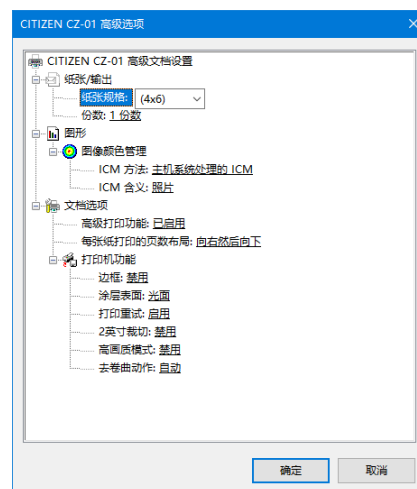 CITIZEN CZ-01 高级选项
CITIZEN CZ-01 高级文档设置
纸张/输出
纸张规格: (4x6)
份数: 1 份数
图形
图像颜色管理
ICM 方法: 主机系统处理的 ICM
ICM 含义: 照片
文档选项
高级打印功能: 已启用
每张纸打印的页数布局: 向右然后向下
打印机功能
边框: 禁用
涂层表面: 光面
打印重试: 启用
2英寸裁切: 禁用
高画质模式: 禁用
去卷曲动作: 自动
确定 取消